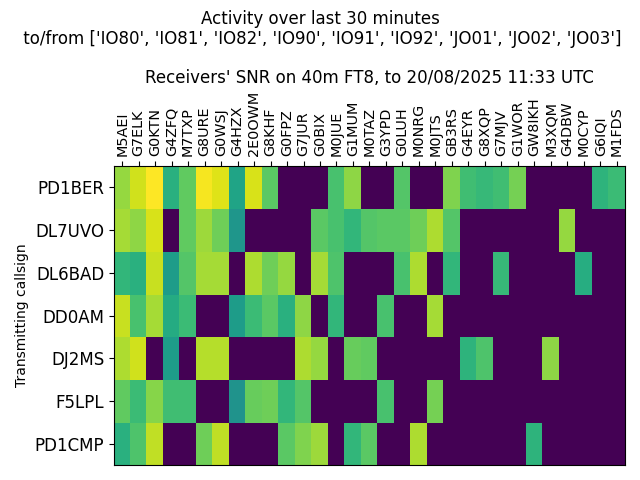 Activity over last 30 minutes
to/from ['IO80', 'IO81', 'IO82', 'IO90', 'IO91', 'IO92', 'JO01', 'JO02', 'JO03']
Receivers' SNR on 40m FT8, to 20/08/2025 11:33 UTC
M5AEI
G7ELK
G0KTN
G4ZFQ
M7TXP
G8URE
G0WSJ
G4HZX
2E0OWM
G8KHF
G0FPZ
G7JUR
G0BIX
M0JUE
G1MUM
M0TAZ
G3YPD
G0LUH
M0NRG
M0JTS
GB3RS
G4EYR
G8XQP
G7MJV
G1WOR
GW8IKH
M3XQM
G4DBW
M0CYP
G6IQI
M1FDS
Transmitting callsign
PD1BER
DL7UVO
DL6BAD
DD0AM
DJ2MS
F5LPL
PD1CMP